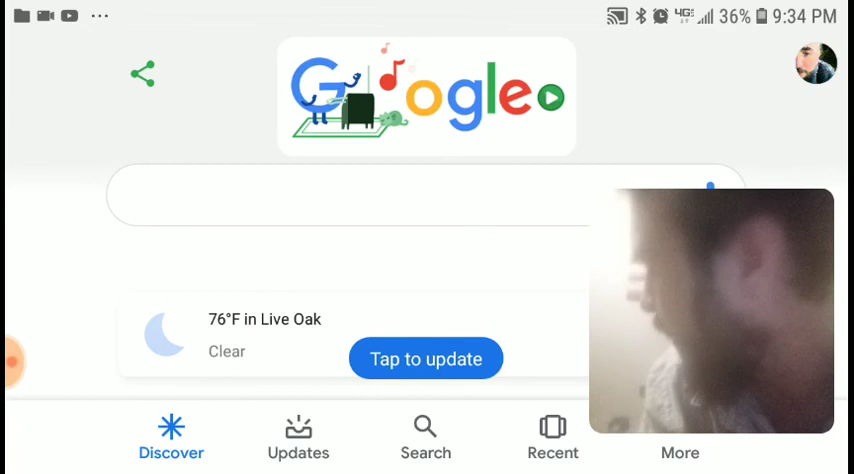 4G 36% 9:34 PM
Google
76°F in Live Oak
Clear
Tap to update
Discover
Updates
Search
Recent
More